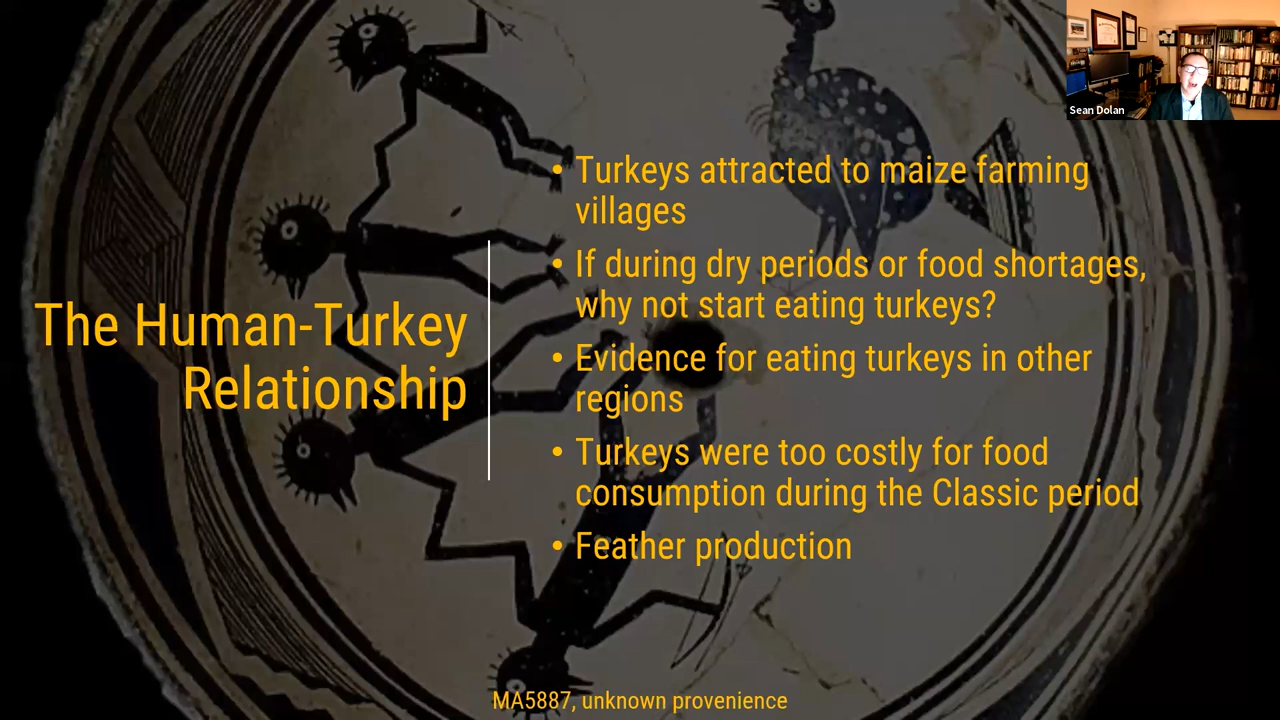 Sean Dolan
The Human-Turkey
Relationship
• Turkeys attracted to maize farming
villages
• If during dry periods or food shortages,
why not start eating turkeys?
• Evidence for eating turkeys in other
regions
• Turkeys were too costly for food
consumption during the Classic period
• Feather production
MA5887, unknown provenience